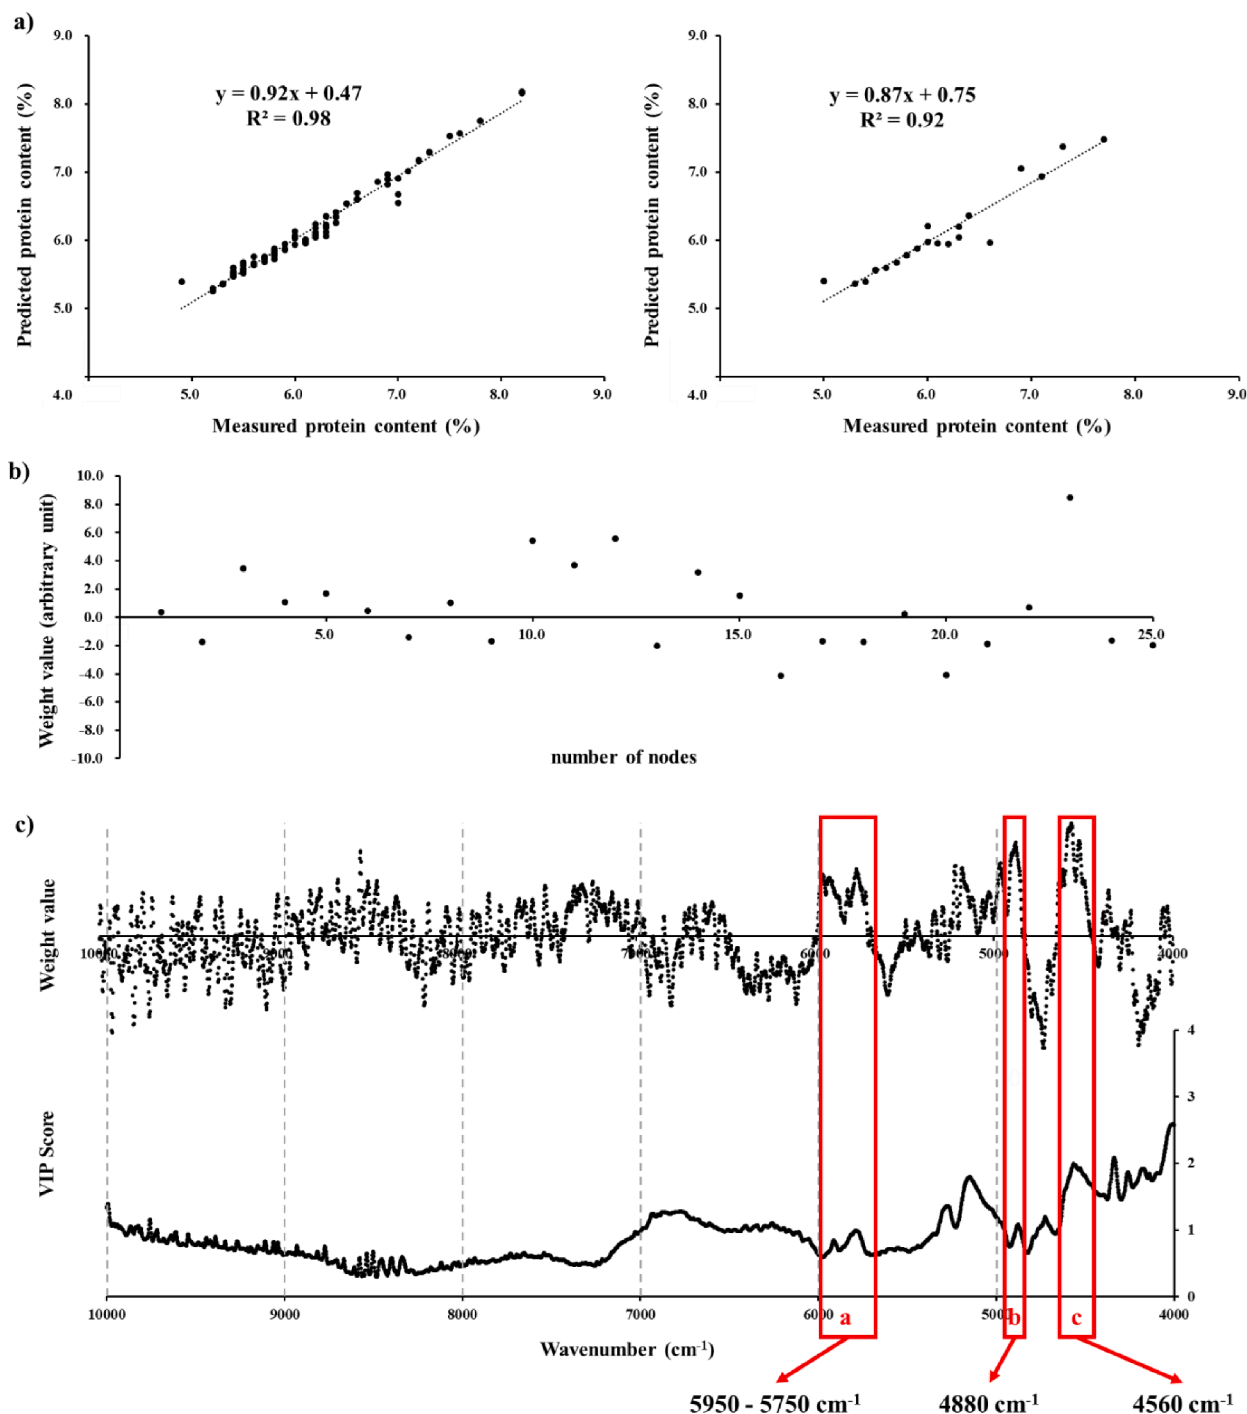 a)
9.0
8.0
7.0
6.0
5.0
4.0
Predicted protein content (%)
y = 0.92x + 0.47
R² = 0.98
5.0 6.0 7.0 8.0 9.0
Measured protein content (%)
9.0
8.0
7.0
6.0
5.0
4.0
Predicted protein content (%)
y = 0.87x + 0.75
R² = 0.92
5.0 6.0 7.0 8.0 9.0
Measured protein content (%)
b)
10.0
8.0
6.0
4.0
2.0
0.0
-2.0
-4.0
-6.0
-8.0
-10.0
Weight value (arbitrary unit)
5.0 10.0 15.0 20.0 25.0
number of nodes
c)
Weight value
10000 9000 8000 7000 6000 5000 4000
VIP Score
4
3
2
1
0
10000 9000 8000 7000 6000 5000 4000
a b c
Wavenumber (cm⁻¹)
5950 - 5750 cm⁻¹ 4880 cm⁻¹ 4560 cm⁻¹